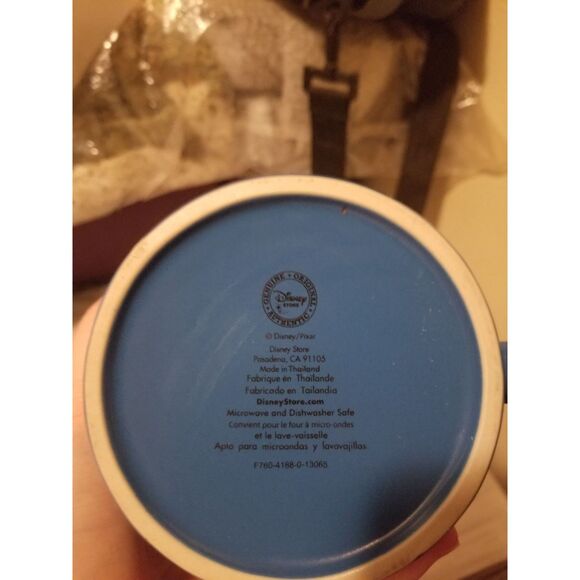 GENUINE • ORIGINAL • AUTHENTIC •
Disney
STORE
© Disney/Pixar
Disney Store
Pasadena, CA 91105
Made in Thailand
Fabriqué en Thaïlande
Fabricado en Tailandia
DisneyStore.com
Microwave and Dishwasher Safe
Convient pour le four à micro-ondes
et le lave-vaisselle
Apto para microondas y lavavajillas.
F760-4188-0-13065